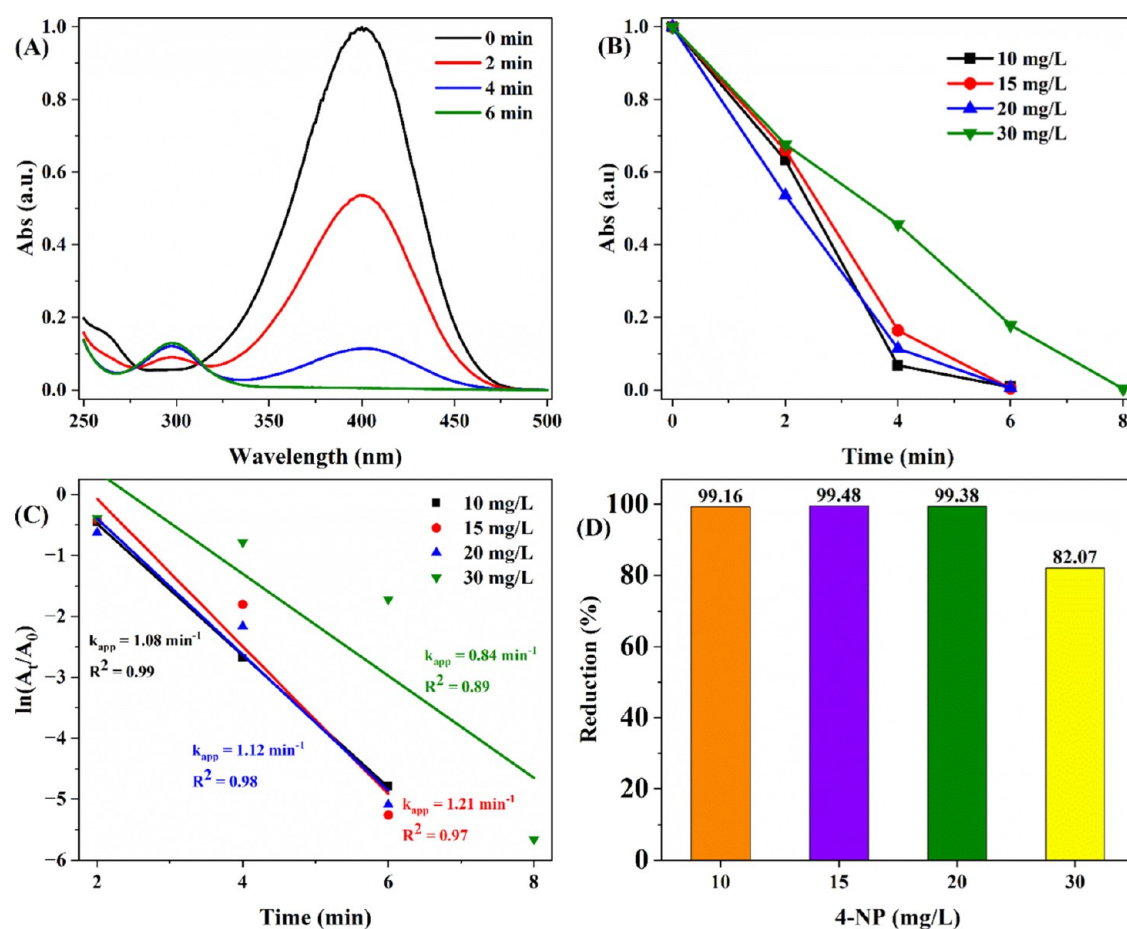 (A)
0 min
2 min
4 min
6 min
1.0
0.8
0.6
0.4
0.2
0.0
Abs (a.u.)
250 300 350 400 450 500
Wavelength (nm)
(B)
10 mg/L
15 mg/L
20 mg/L
30 mg/L
1.0
0.8
0.6
0.4
0.2
0.0
Abs (a.u)
0 2 4 6 8
Time (min)
(C)
10 mg/L
15 mg/L
20 mg/L
30 mg/L
0
−1
−2
−3
−4
−5
−6
ln(At/A0)
kapp = 1.08 min-1
R2 = 0.99
kapp = 0.84 min-1
R2 = 0.89
kapp = 1.12 min-1
R2 = 0.98
kapp = 1.21 min-1
R2 = 0.97
2 4 6 8
Time (min)
(D)
99.16 99.48 99.38 82.07
100
80
60
40
20
0
Reduction (%)
10 15 20 30
4-NP (mg/L)